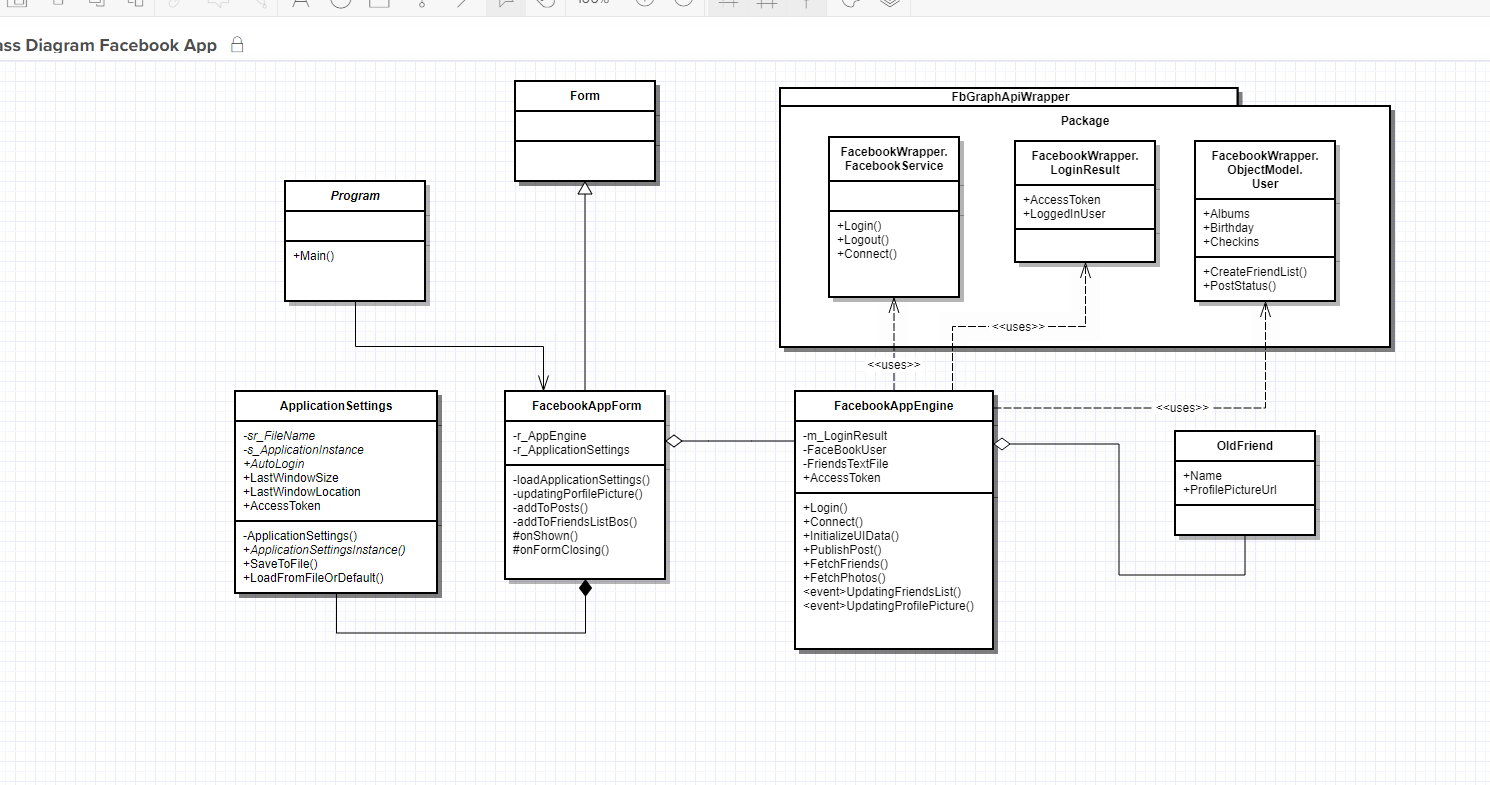 ass Diagram Facebook App
Form
FbGraphApiWrapper
Package
FacebookWrapper.
FacebookService
+Login()
+Logout()
+Connect()
FacebookWrapper.
LoginResult
+AccessToken
+LoggedInUser
FacebookWrapper.
ObjectModel.
User
+Albums
+Birthday
+Checkins
+CreateFriendList()
+PostStatus()
Program
+Main()
<<uses>>
<<uses>>
<<uses>>
ApplicationSettings
-sr_FileName
-s_ApplicationInstance
+AutoLogin
+LastWindowSize
+LastWindowLocation
+AccessToken
-ApplicationSettings()
+ApplicationSettingsInstance()
+SaveToFile()
+LoadFromFileOrDefault()
FacebookAppForm
-r_AppEngine
-r_ApplicationSettings
-loadApplicationSettings()
-updatingPorfilePicture()
-addToPosts()
-addToFriendsListBos()
#onShown()
#onFormClosing()
FacebookAppEngine
-m_LoginResult
-FaceBookUser
-FriendsTextFile
+AccessToken
+Login()
+Connect()
+InitializeUIData()
+PublishPost()
+FetchFriends()
+FetchPhotos()
<event>UpdatingFriendsList()
<event>UpdatingProfilePicture()
OldFriend
+Name
+ProfilePictureUrl